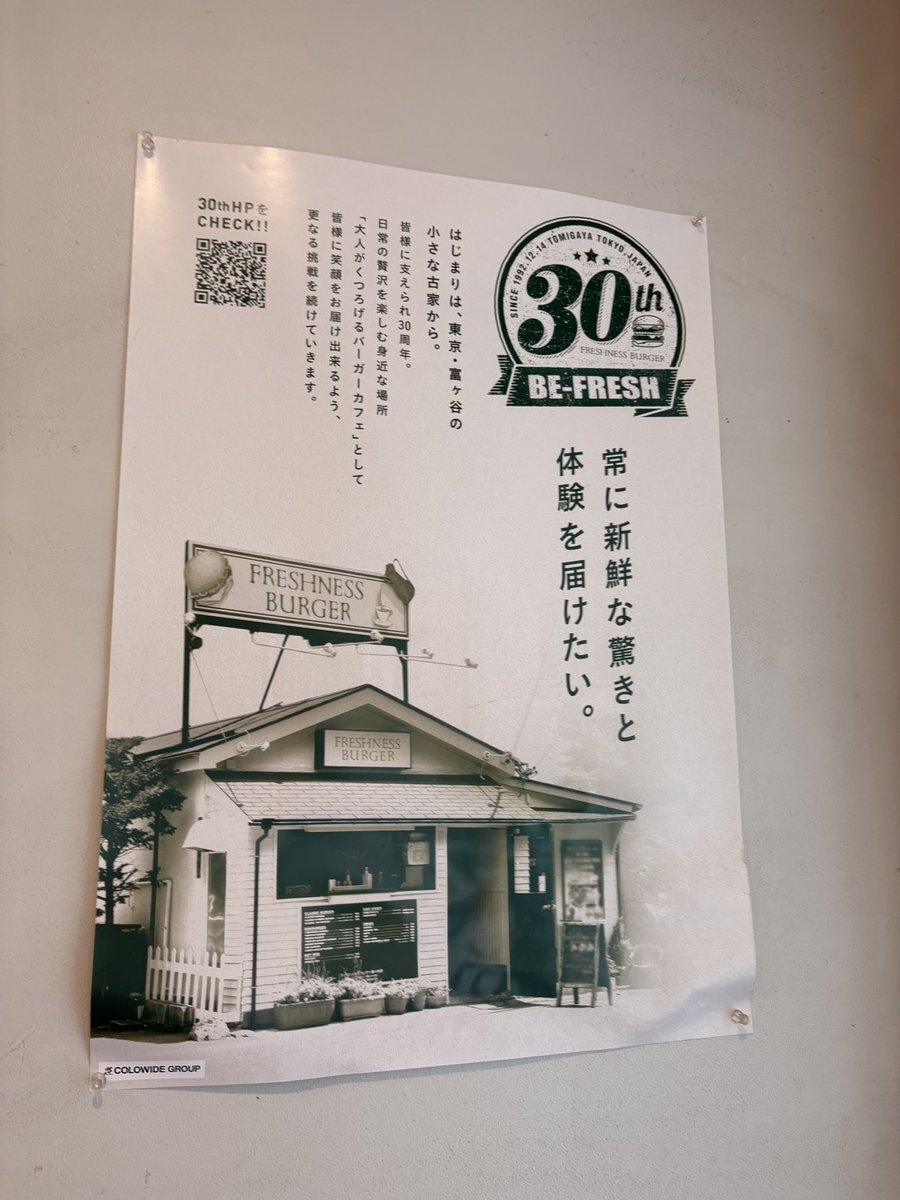 30thHPを
CHECK!!
SINCE 1992.12.14 TOMIGAYA TOKYO JAPAN
30th
FRESHNESS BURGER
BE-FRESH
常に新鮮な驚きと
体験を届けたい。
はじまりは、東京・富ヶ谷の
小さな古家から。
皆様に支えられ30周年。
日常の贅沢を楽しむ身近な場所
「大人がくつろげるバーガーカフェ」として
皆様に笑顔をお届け出来るよう、
更なる挑戦を続けていきます。
FRESHNESS
BURGER
FRESHNESS
BURGER
COLOWIDE GROUP